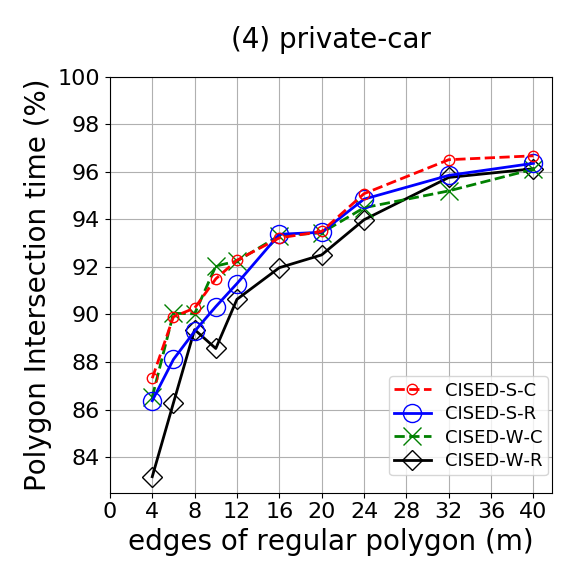 (4) private-car
Polygon Intersection time (%)
100
98
96
94
92
90
88
86
84
CISED-S-C
CISED-S-R
CISED-W-C
CISED-W-R
0 4 8 12 16 20 24 28 32 36 40
edges of regular polygon (m)